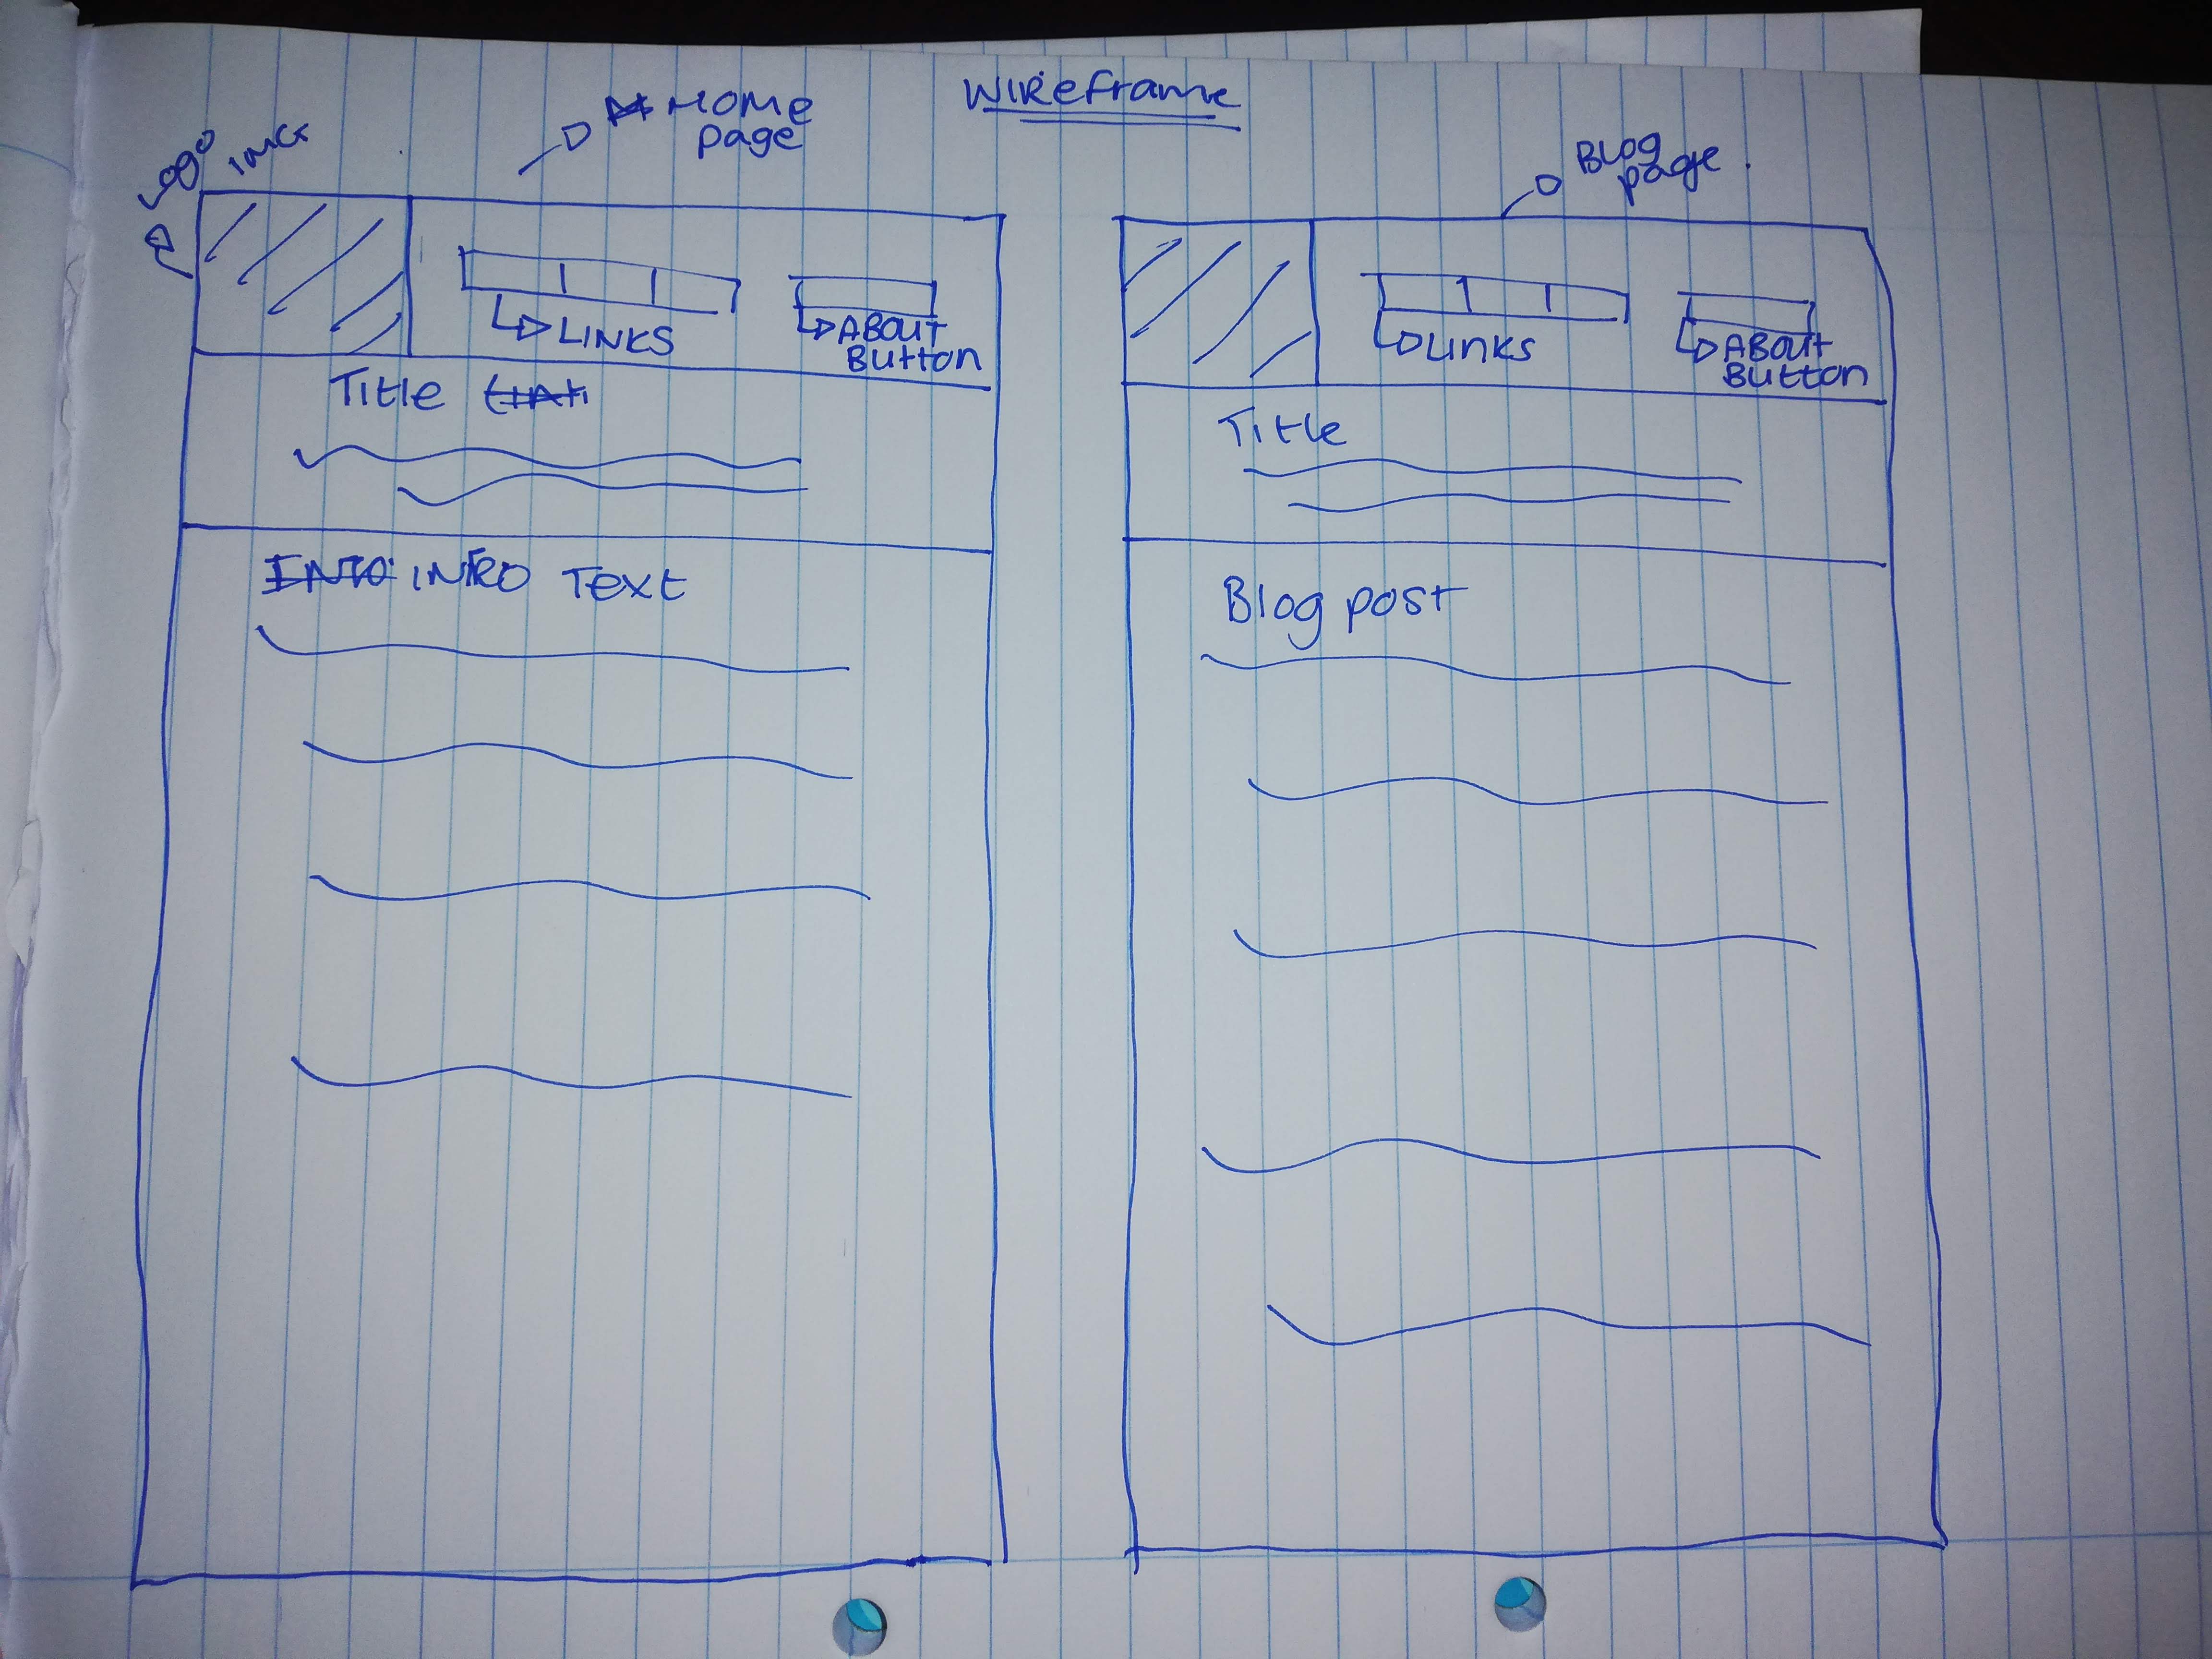 Wireframe
Home
page
Logo
img
LINKS
About
Button
Title
Intro Text
Blog
page.
Links
About
Button
Title
Blog post